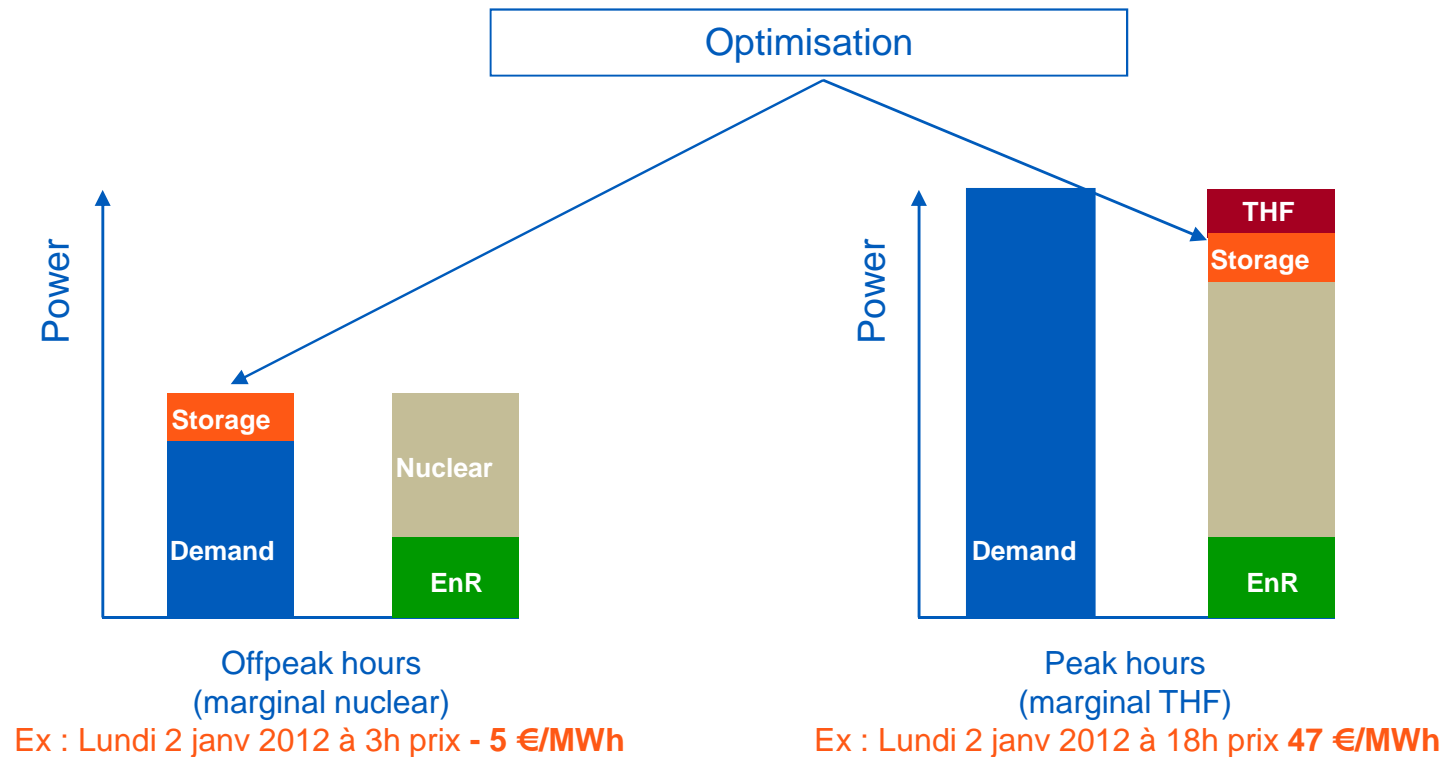 Optimisation
Power
Storage
Demand
Nuclear
EnR
Offpeak hours
(marginal nuclear)
Ex : Lundi 2 janv 2012 à 3h prix - 5 €/MWh
Power
Demand
THF
Storage
EnR
Peak hours
(marginal THF)
Ex : Lundi 2 janv 2012 à 18h prix 47 €/MWh